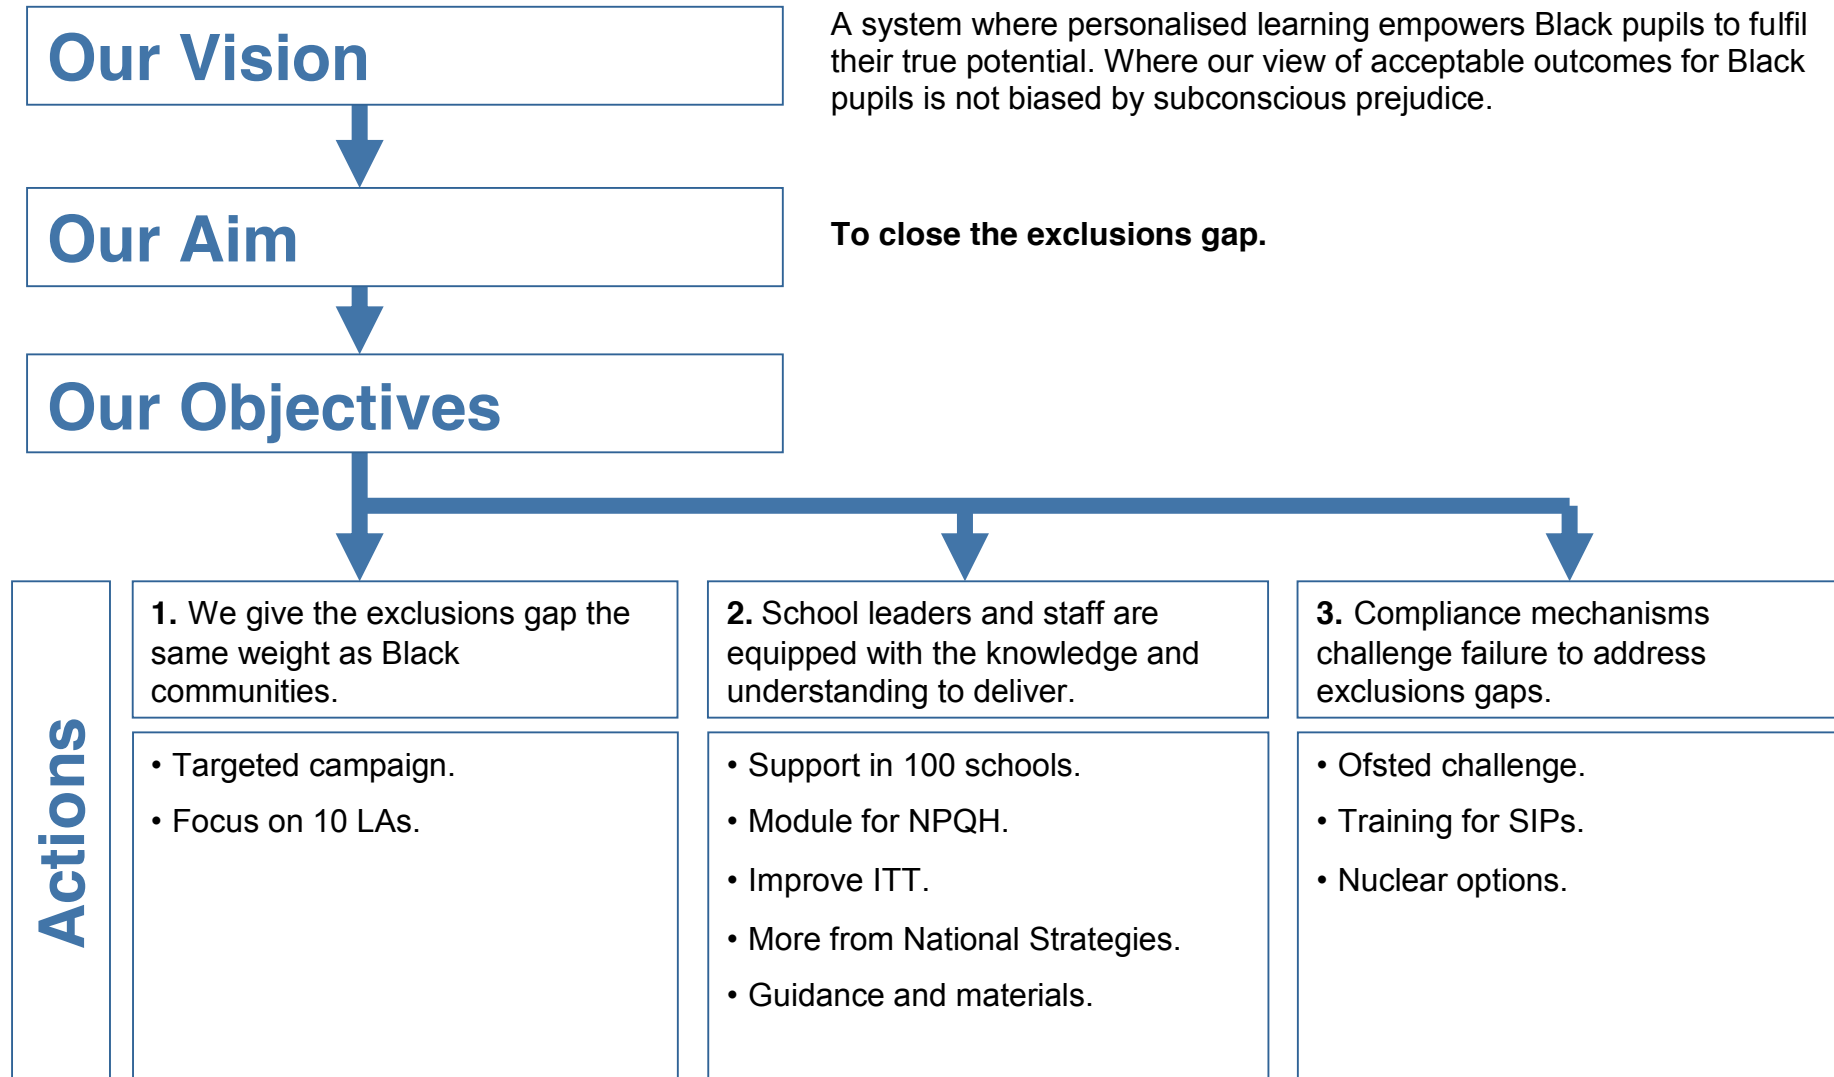 Our Vision
A system where personalised learning empowers Black pupils to fulfil
their true potential. Where our view of acceptable outcomes for Black
pupils is not biased by subconscious prejudice.
Our Aim
To close the exclusions gap.
Our Objectives
Actions
1. We give the exclusions gap the
same weight as Black
communities.
• Targeted campaign.
• Focus on 10 LAs.
2. School leaders and staff are
equipped with the knowledge and
understanding to deliver.
• Support in 100 schools.
• Module for NPQH.
• Improve ITT.
• More from National Strategies.
• Guidance and materials.
3. Compliance mechanisms
challenge failure to address
exclusions gaps.
• Ofsted challenge.
• Training for SIPs.
• Nuclear options.